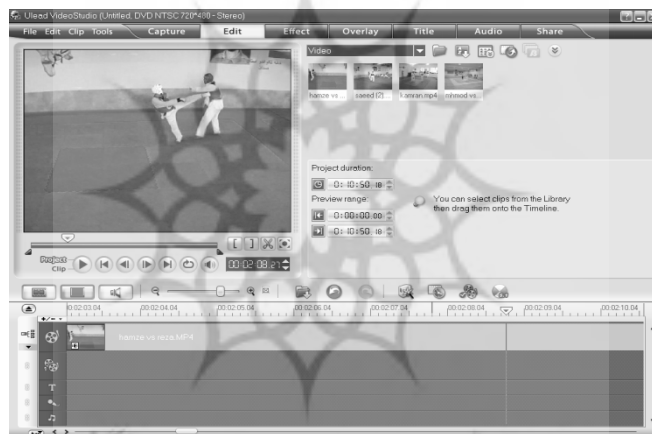 Ulead VideoStudio (Untitled, DVD NTSC 720*480 - Stereo)
File Edit Clip Tools Capture Edit Effect Overlay Title Audio Share
Video
hamze vs ... saeed (2)... kamran.mp4
Project duration:
0:10:50.18
Preview range:
0:00:00.00
0:10:50.18
You can select clips from the Library
then drag them onto the Timeline.
Project
Clip
00:02:08.21
00:02:03.04 00:02:04.04 00:02:05.04 00:02:06.04 00:02:07.04 00:02:08.04 00:02:09.04 00:02:10.04
hamze vs reza.MP4
T